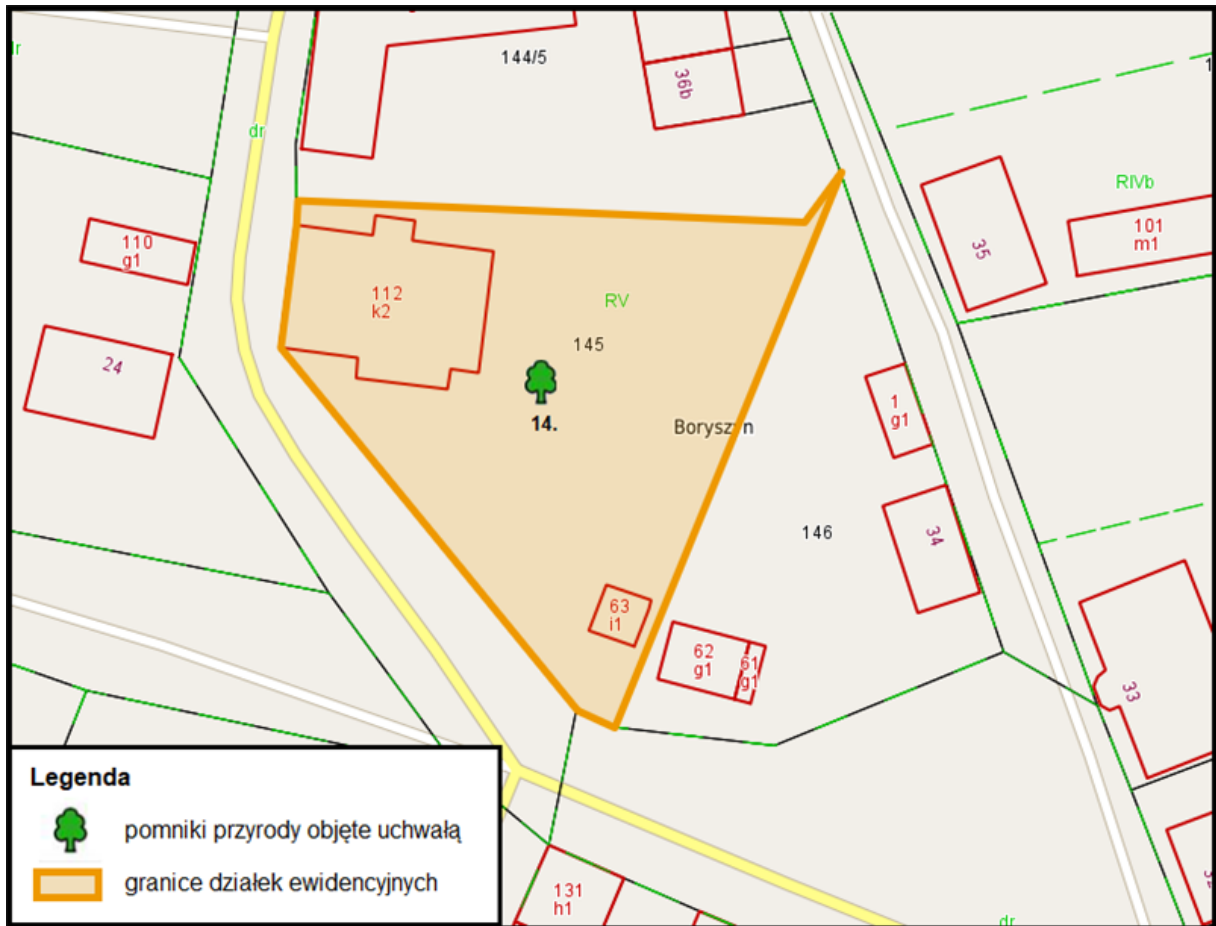 lr
144/5
36b
dr
RIVb
110
g1
101
m1
35
112
k2
RV
145
24
1
g1
14.
Boryszyn
146
34
63
i1
62
g1
61
g1
33
Legenda
pomniki przyrody objęte uchwałą
granice działek ewidencyjnych
131
h1
dr